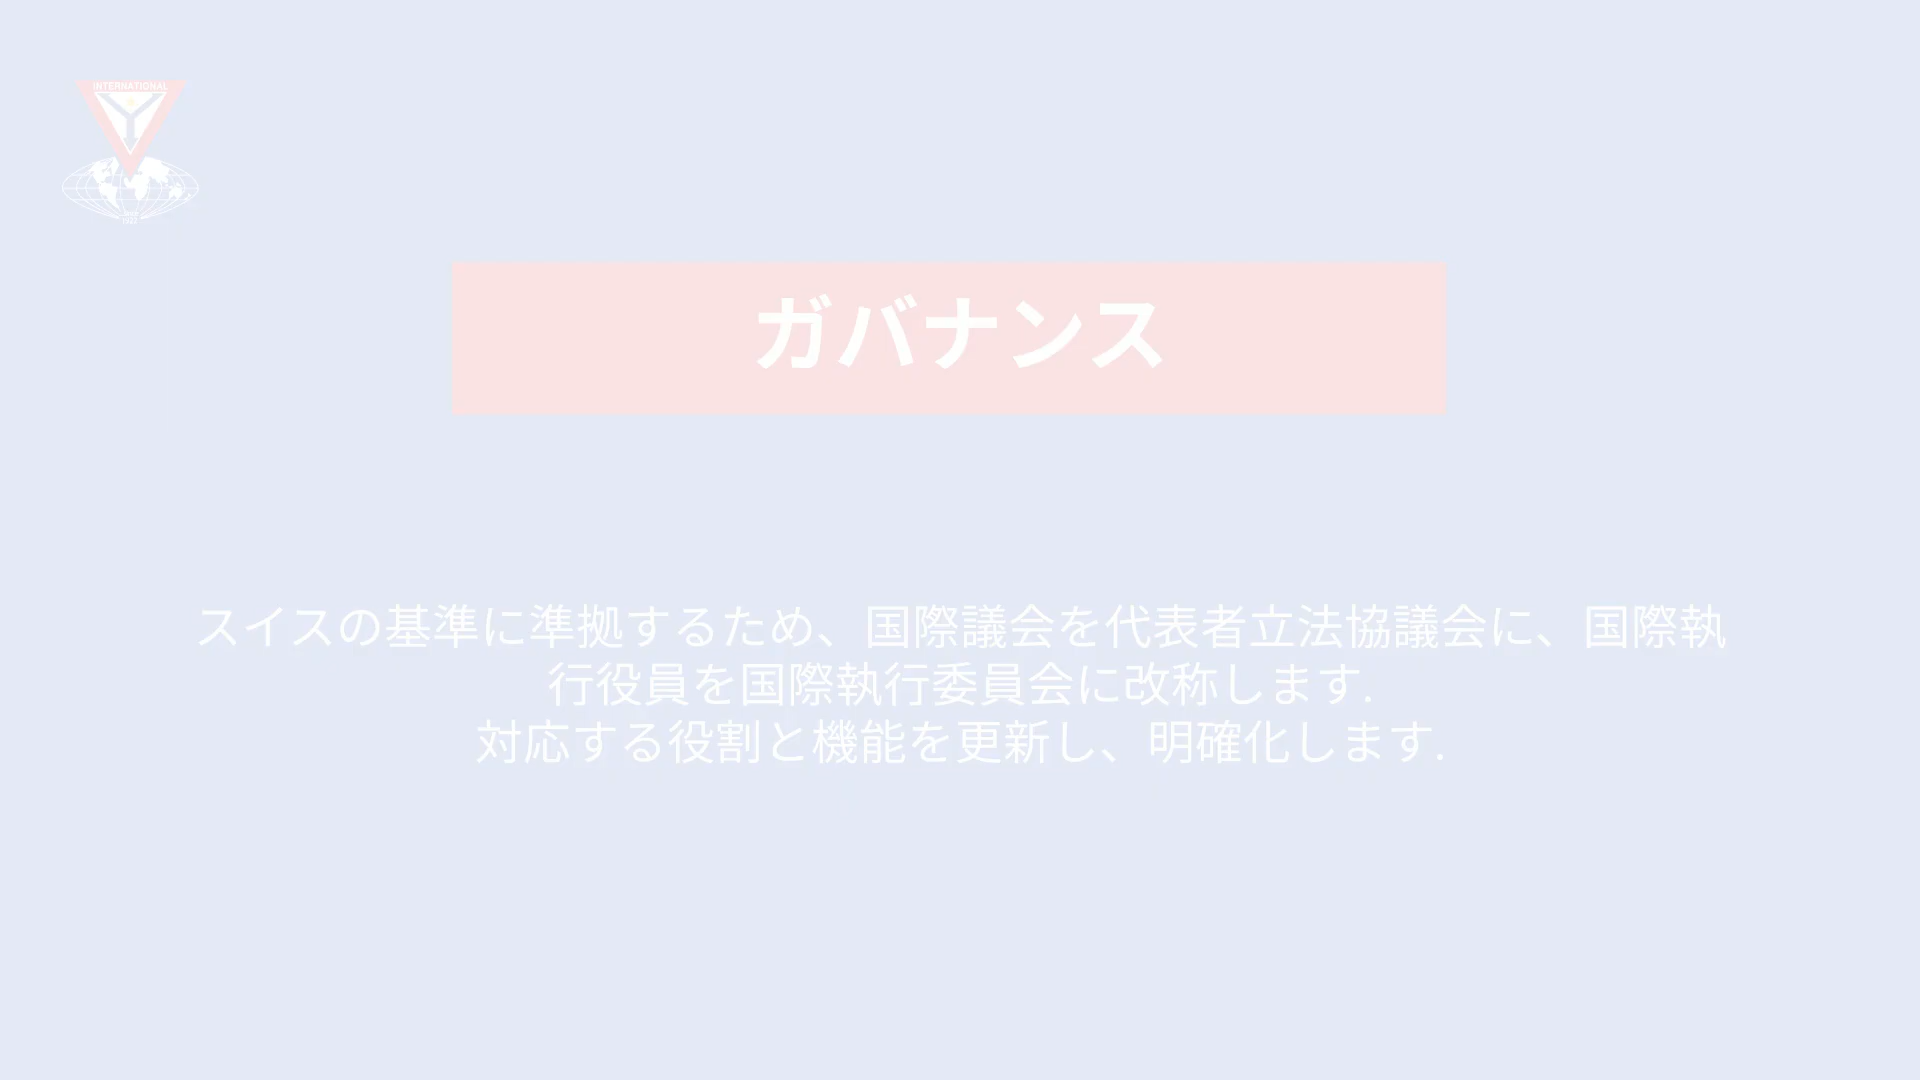 INTERNATIONAL
SINCE
1922
ガバナンス
スイスの基準に準拠するため、国際議会を代表者立法協議会に、国際執
行役員を国際執行委員会に改称します.
対応する役割と機能を更新し、明確化します.